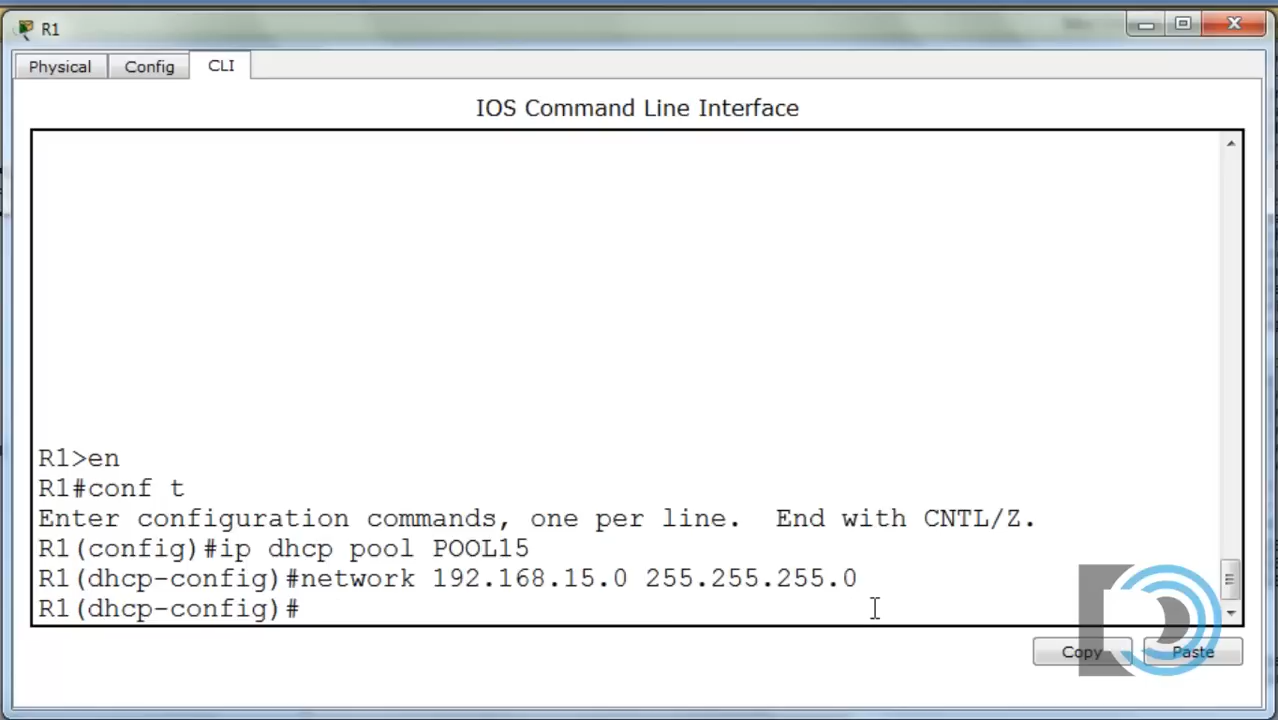 R1
Physical Config CLI
IOS Command Line Interface
R1>en
R1#conf t
Enter configuration commands, one per line.  End with CNTL/Z.
R1(config)#ip dhcp pool POOL15
R1(dhcp-config)#network 192.168.15.0 255.255.255.0
R1(dhcp-config)#
Copy Paste